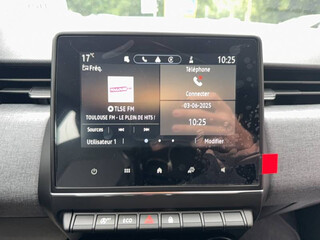 17°C
10:25
Fréq.
Téléphone
Connecter
TLSE FM
TOULOUSE FM - LE PLEIN DE HITS !
03-06-2025
10:25
Sources
Utilisateur 1
Modifier
ECO